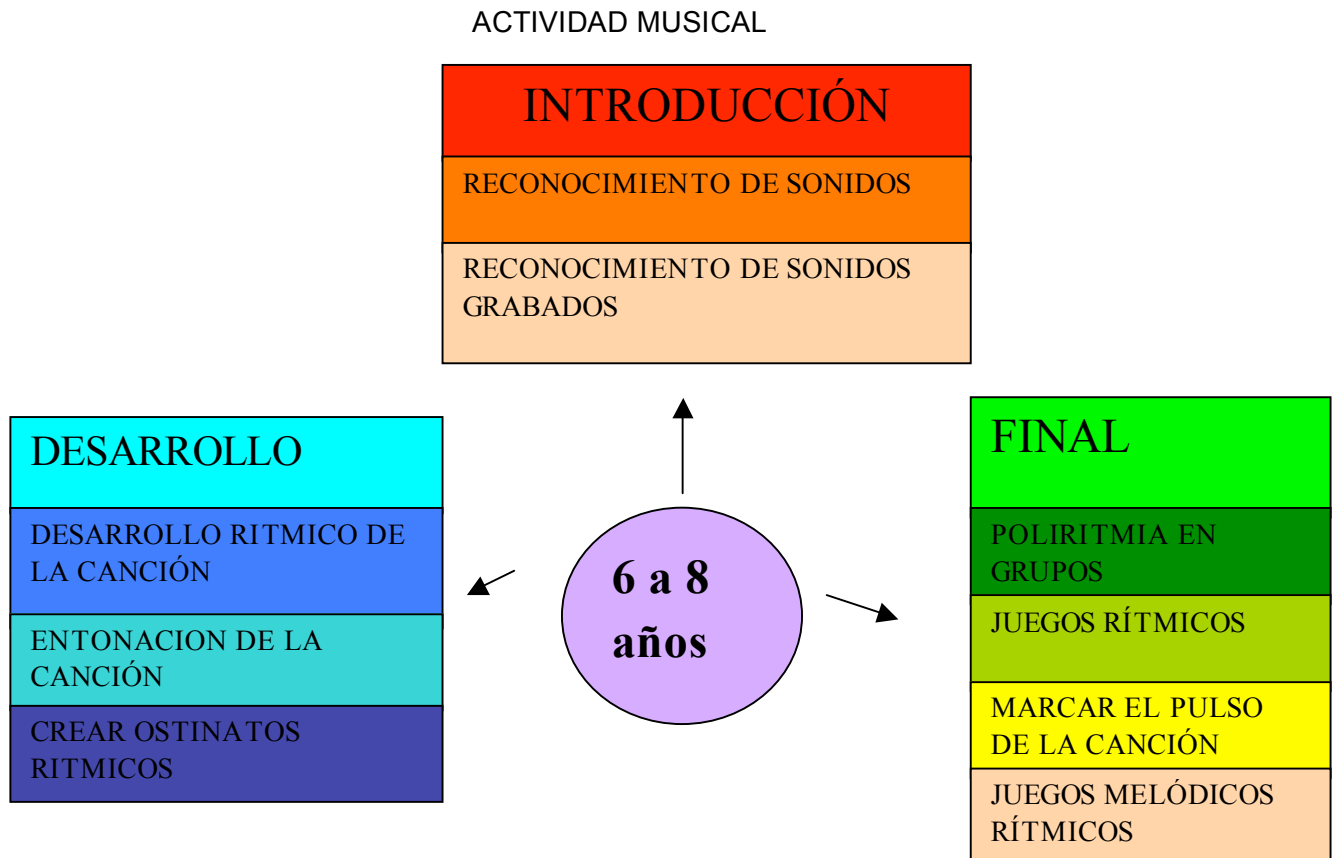 ACTIVIDAD MUSICAL
INTRODUCCIÓN
RECONOCIMIENTO DE SONIDOS
RECONOCIMIENTO DE SONIDOS
GRABADOS
DESARROLLO
DESARROLLO RITMICO DE
LA CANCIÓN
ENTONACION DE LA
CANCIÓN
CREAR OSTINATOS
RITMICOS
6 a 8
años
FINAL
POLIRITMIA EN
GRUPOS
JUEGOS RÍTMICOS
MARCAR EL PULSO
DE LA CANCIÓN
JUEGOS MELÓDICOS
RÍTMICOS